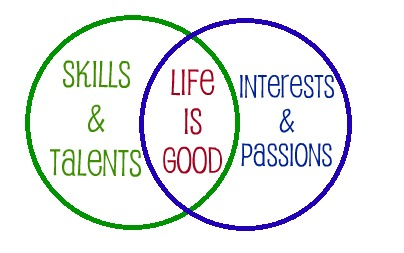 SKILLS
&
TALENTS
LIFE
IS
GOOD
INTERESTS
&
PASSIONS